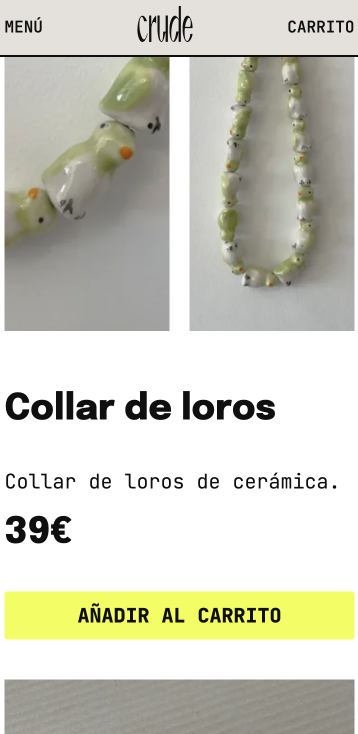 MENÚ
crude
CARRITO
Collar de loros
Collar de loros de cerámica.
39€
AÑADIR AL CARRITO